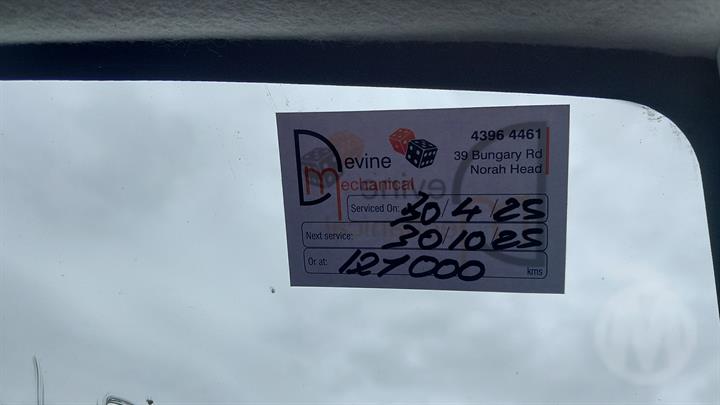 4396 4461
39 Bungary Rd
Norah Head
Devine
Mechanical
Serviced On: 30/4/25
Next service: 30/10/25
Or at: 127000 kms
M